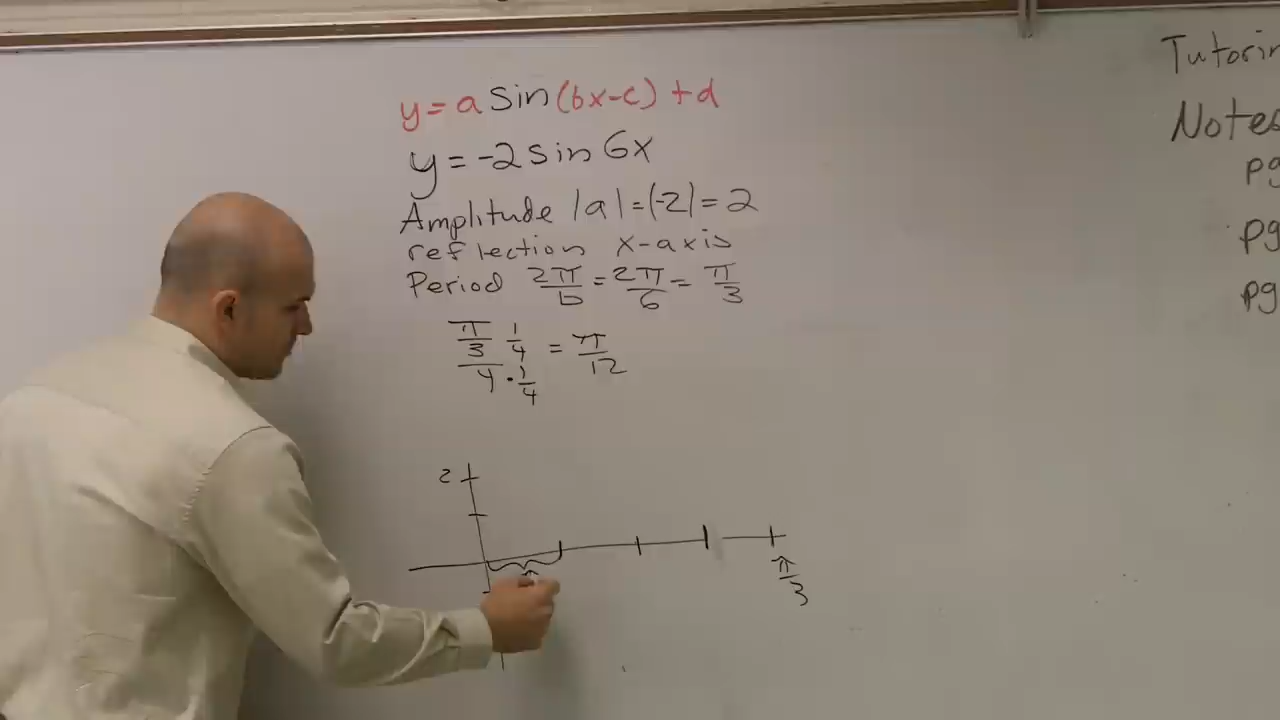 y = a sin(bx-c) + d
y = -2 sin 6x
Amplitude |a| = |-2| = 2
reflection x-axis
Period 2π/b = 2π/6 = π/3
π/3 · 1/4 / 4 · 1/4 = π/12
2
π
π/3
Notes
pg
pg
pg